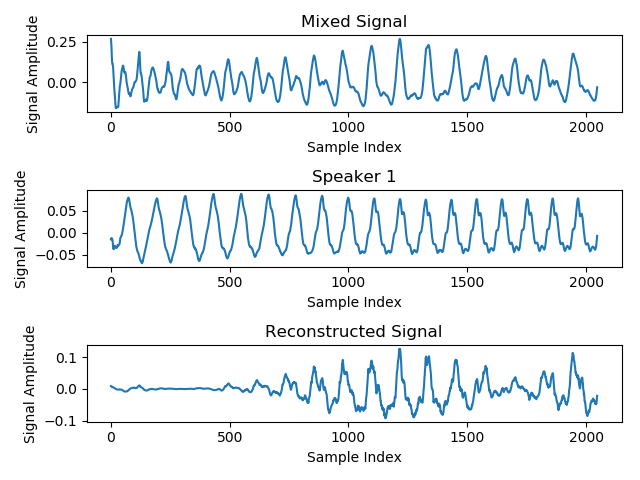 Mixed Signal
Signal Amplitude
0.25
0.00
0
500
1000
1500
2000
Sample Index
Speaker 1
Signal Amplitude
0.05
0.00
−0.05
0
500
1000
1500
2000
Sample Index
Reconstructed Signal
Signal Amplitude
0.1
0.0
−0.1
0
500
1000
1500
2000
Sample Index